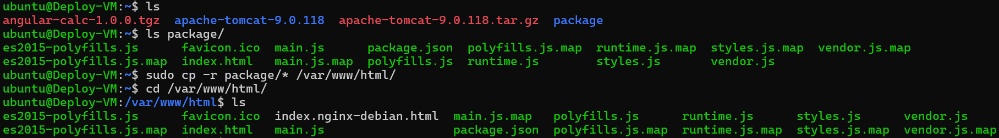 ubuntu@Deploy-VM:~$ ls
angular-calc-1.0.0.tgz  apache-tomcat-9.0.118  apache-tomcat-9.0.118.tar.gz  package
ubuntu@Deploy-VM:~$ ls package/
es2015-polyfills.js      favicon.ico  main.js      package.json  polyfills.js.map  runtime.js.map  styles.js.map  vendor.js.map
es2015-polyfills.js.map  index.html   main.js.map  polyfills.js  runtime.js        styles.js       vendor.js
ubuntu@Deploy-VM:~$ sudo cp -r package/* /var/www/html/
ubuntu@Deploy-VM:~$ cd /var/www/html/
ubuntu@Deploy-VM:/var/www/html$ ls
es2015-polyfills.js      favicon.ico  index.nginx-debian.html  main.js.map   polyfills.js      runtime.js      styles.js      vendor.js
es2015-polyfills.js.map  index.html   main.js                  package.json  polyfills.js.map  runtime.js.map  styles.js.map  vendor.js.map